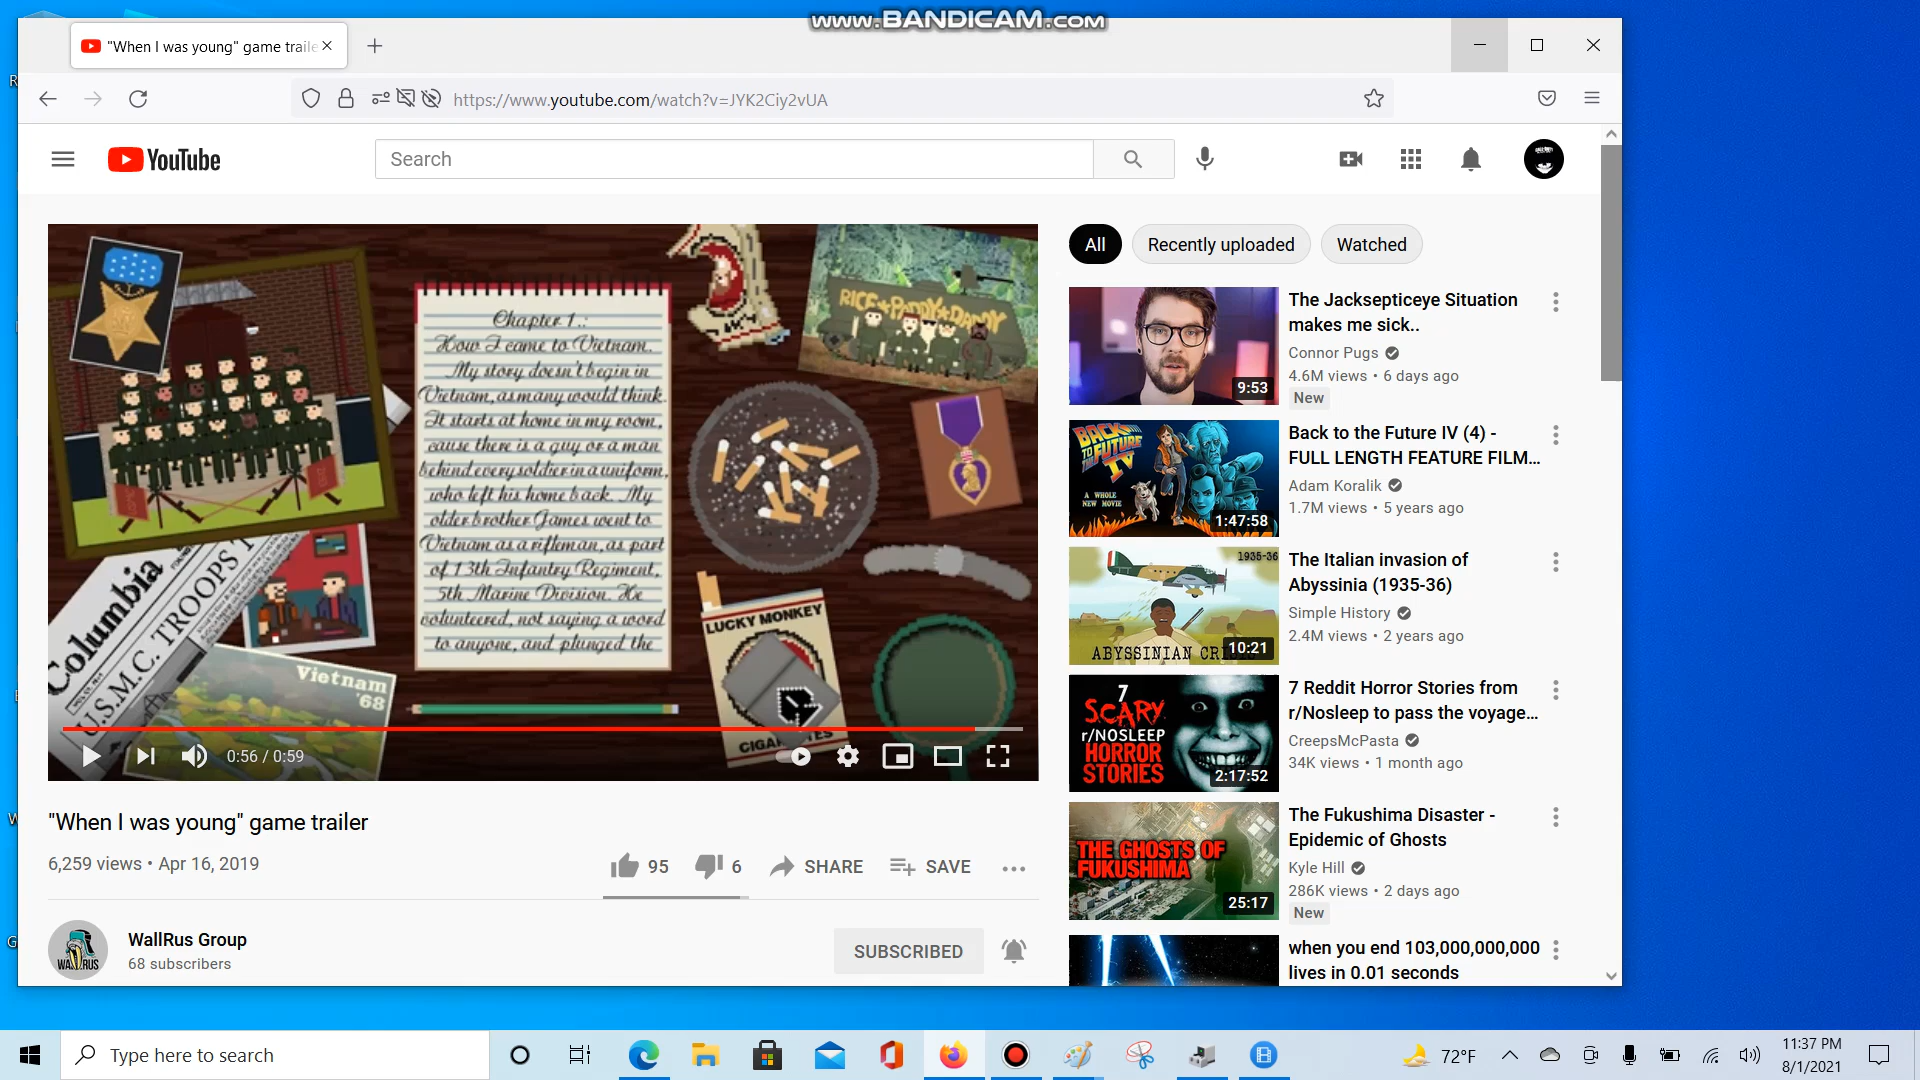 www.BANDICAM.com
"When I was young" game traile
https://www.youtube.com/watch?v=JYK2Ciy2vUA
YouTube
Search
Chapter 1.:
How I came to Vietnam.
My story doesn't begin in
Vietnam, as many would think.
It starts at home in my room,
cause there is a guy or a man
behind every soldier in a uniform,
who left his home back. My
older brother James went to
Vietnam as a rifleman, as part
of 13th Infantry Regiment,
5th Marine Division. He
volunteered, not saying a word
to anyone, and plunged the
RICE★PADDY★DADDY
Columbia
U.S.M.C. TROOPS
Vietnam
'68
LUCKY MONKEY
0:56 / 0:59
"When I was young" game trailer
6,259 views • Apr 16, 2019
95
6
SHARE
SAVE
WALLRUS
WallRus Group
68 subscribers
SUBSCRIBED
All
Recently uploaded
Watched
9:53
The Jacksepticeye Situation
makes me sick..
Connor Pugs
4.6M views • 6 days ago
New
BACK TO THE FUTURE IV
A WHOLE
NEW MOVIE
1:47:58
Back to the Future IV (4) -
FULL LENGTH FEATURE FILM...
Adam Koralik
1.7M views • 5 years ago
1935-36
10:21
The Italian invasion of
Abyssinia (1935-36)
Simple History
2.4M views • 2 years ago
7
SCARY
r/NOSLEEP
HORROR
STORIES
2:17:52
7 Reddit Horror Stories from
r/Nosleep to pass the voyage...
CreepsMcPasta
34K views • 1 month ago
THE GHOSTS OF
FUKUSHIMA
25:17
The Fukushima Disaster -
Epidemic of Ghosts
Kyle Hill
286K views • 2 days ago
New
when you end 103,000,000,000
lives in 0.01 seconds
Type here to search
72°F
11:37 PM
8/1/2021